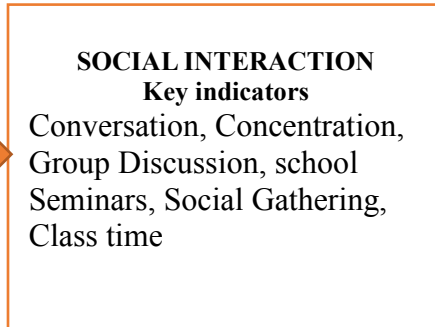 SOCIAL INTERACTION
Key indicators
Conversation, Concentration,
Group Discussion, school
Seminars, Social Gathering,
Class time